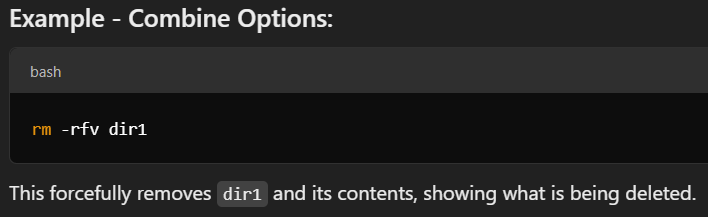 Example - Combine Options:
bash
rm -rfv dir1
This forcefully removes dir1 and its contents, showing what is being deleted.